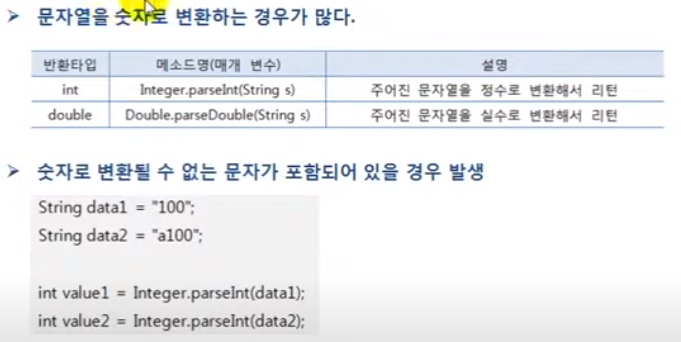 ➢ 문자열을 숫자로 변환하는 경우가 많다.
반환타입 메소드명(매개 변수) 설명
int Integer.parseInt(String s) 주어진 문자열을 정수로 변환해서 리턴
double Double.parseDouble(String s) 주어진 문자열을 실수로 변환해서 리턴
➢ 숫자로 변환될 수 없는 문자가 포함되어 있을 경우 발생
String data1 = "100";
String data2 = "a100";
int value1 = Integer.parseInt(data1);
int value2 = Integer.parseInt(data2);